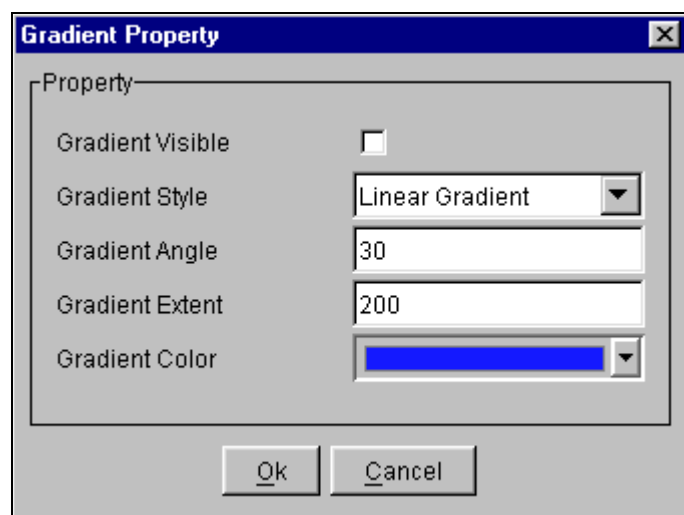 Gradient Property
Property
Gradient Visible
Gradient Style Linear Gradient
Gradient Angle 30
Gradient Extent 200
Gradient Color
Ok Cancel